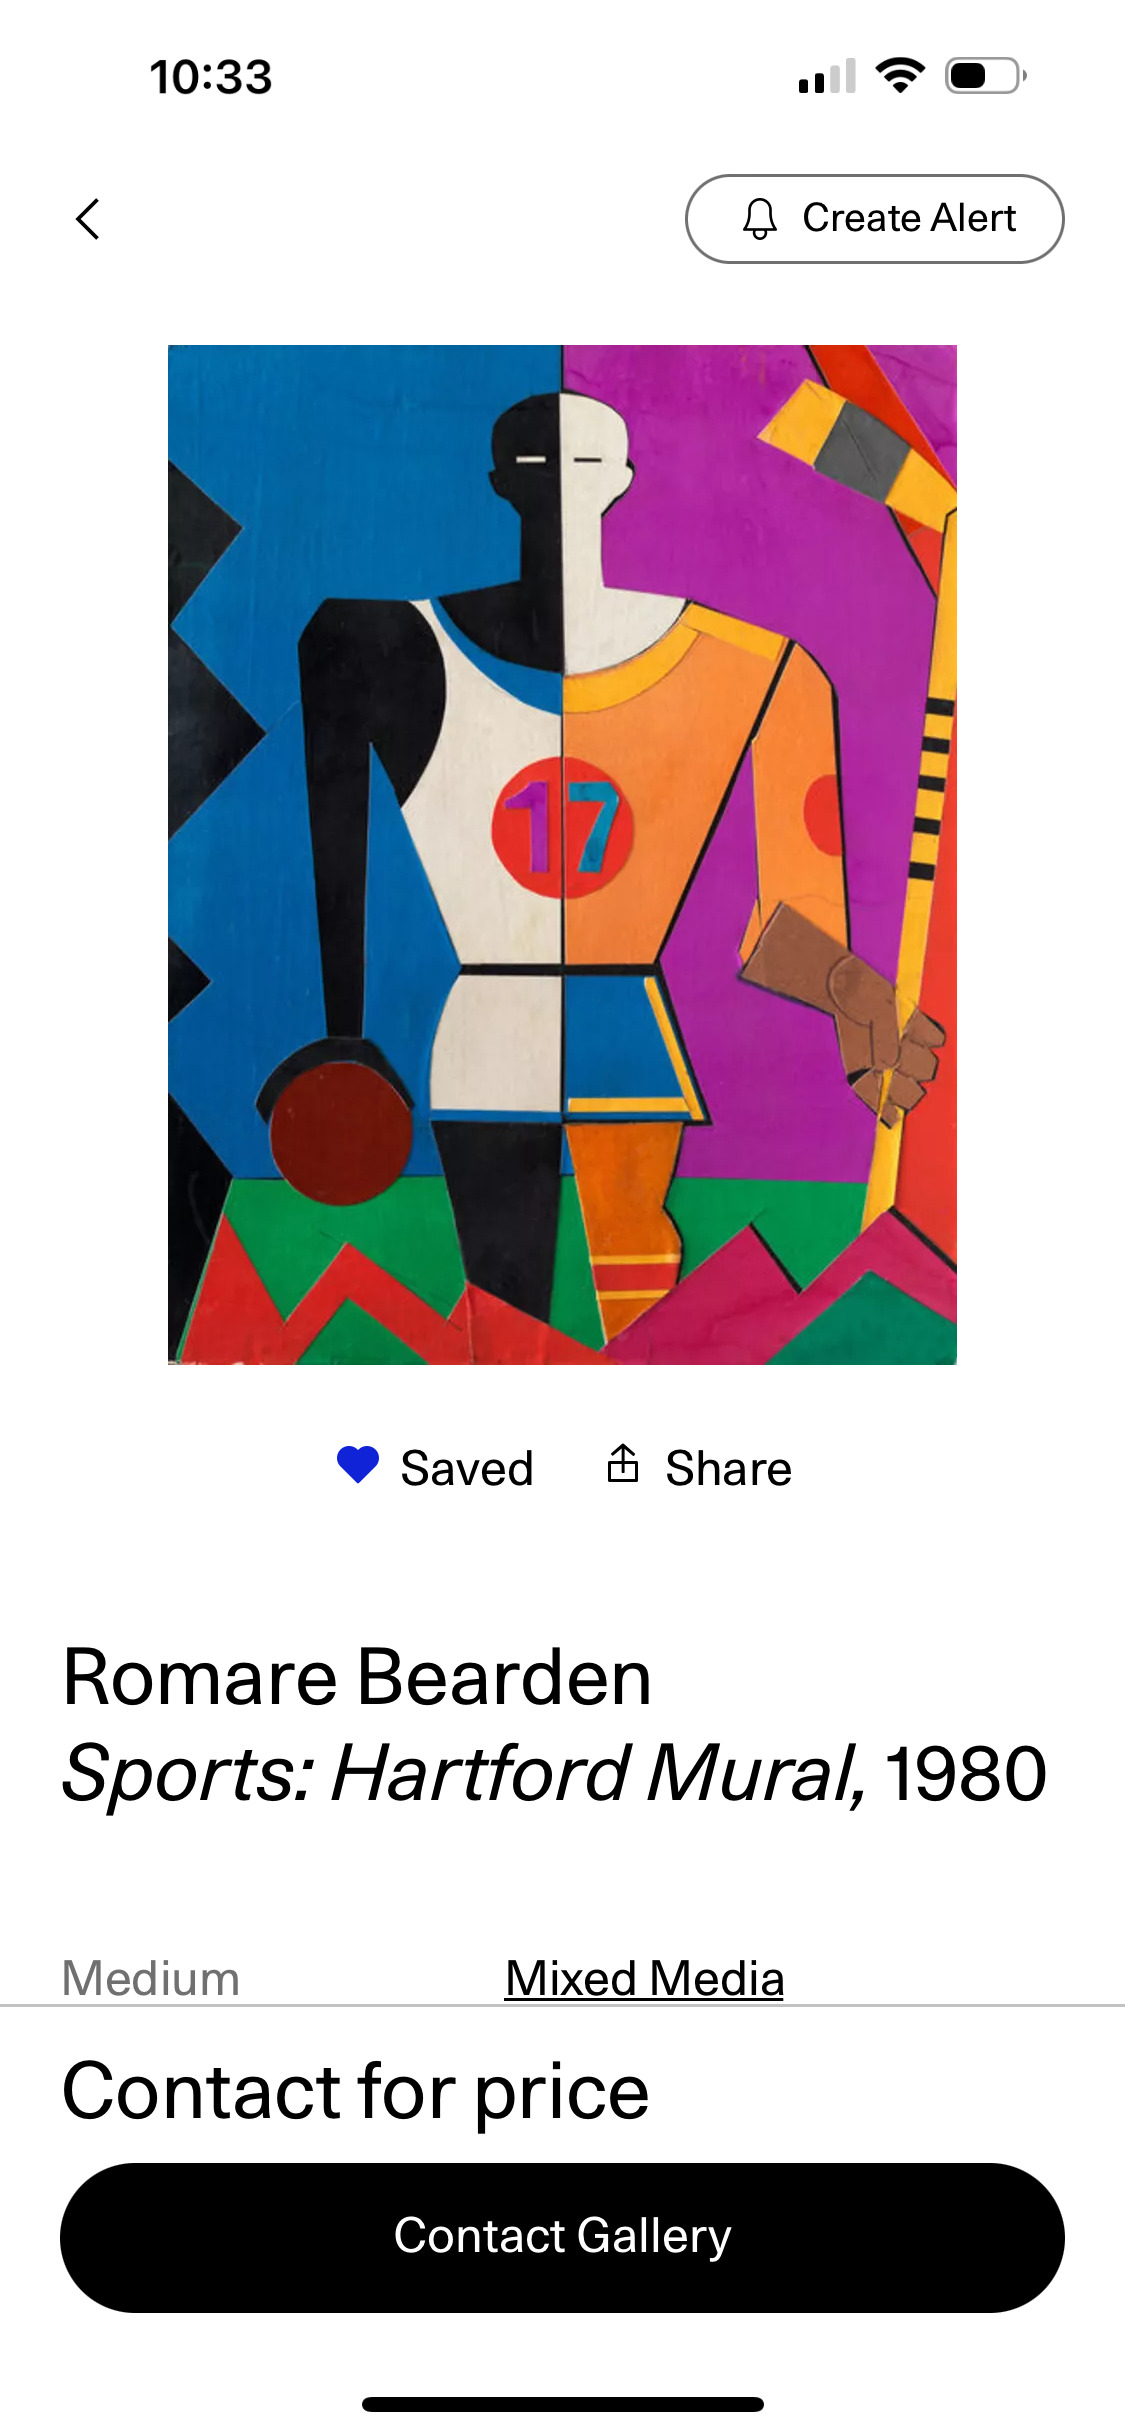 10:33
Create Alert
17
Saved
Share
Romare Bearden
Sports: Hartford Mural, 1980
Medium
Mixed Media
Contact for price
Contact Gallery